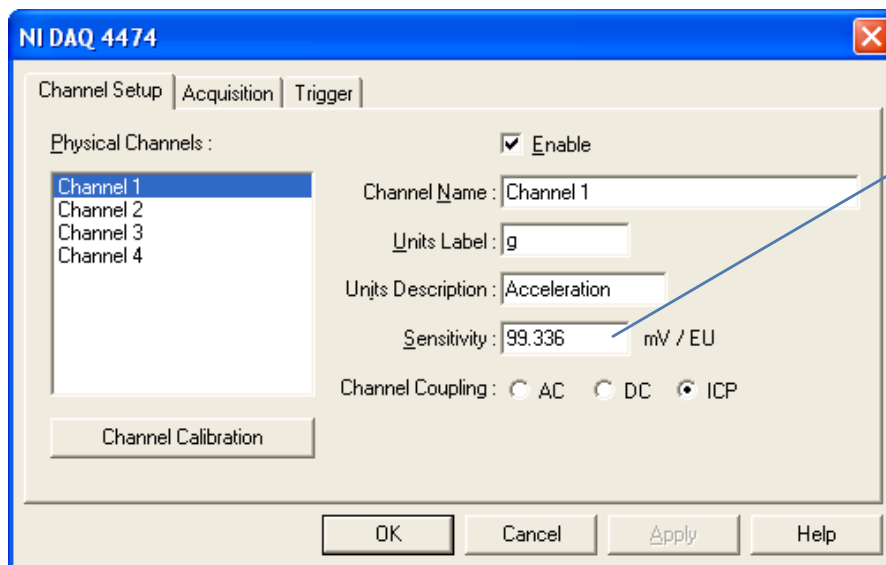 NI DAQ 4474
Channel Setup Acquisition Trigger
Physical Channels :
Channel 1
Channel 2
Channel 3
Channel 4
Channel Calibration
Enable
Channel Name : Channel 1
Units Label : g
Units Description : Acceleration
Sensitivity : 99.336 mV / EU
Channel Coupling : AC DC ICP
OK Cancel Apply Help